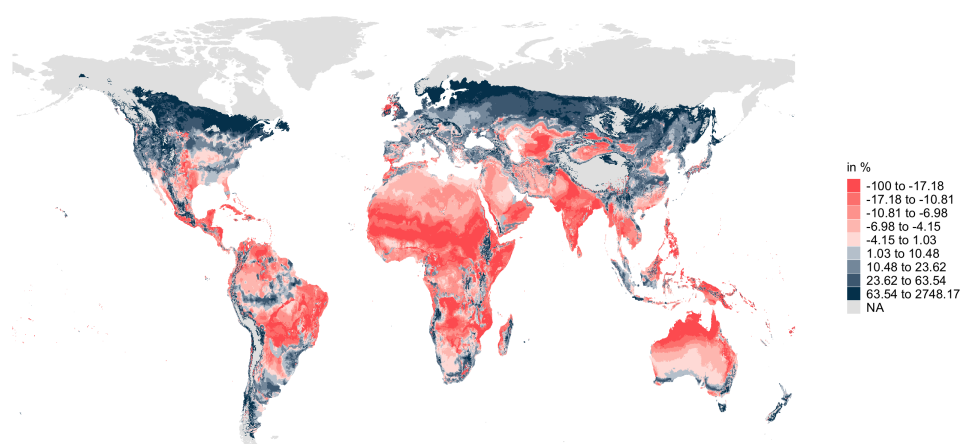 in %
-100 to -17.18
-17.18 to -10.81
-10.81 to -6.98
-6.98 to -4.15
-4.15 to 1.03
1.03 to 10.48
10.48 to 23.62
23.62 to 63.54
63.54 to 2748.17
NA